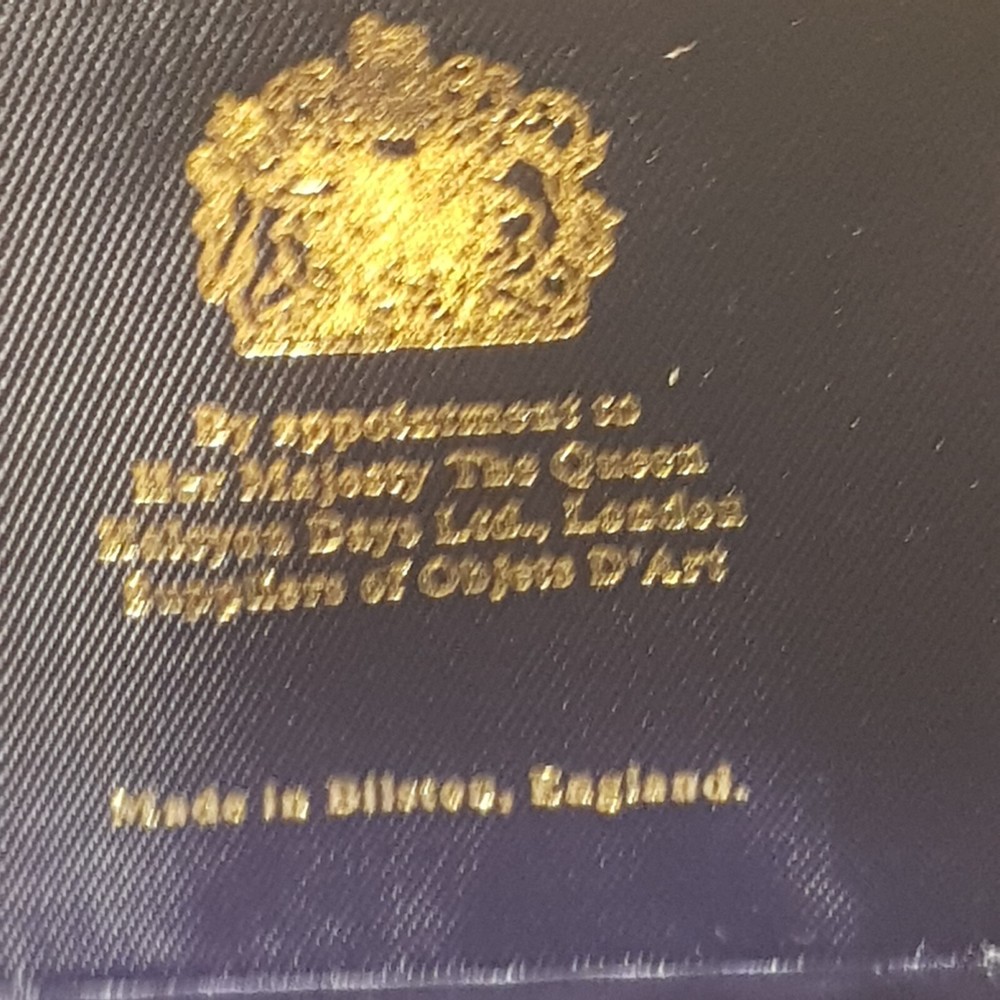 By appointment to
Her Majesty The Queen
Halcyon Days Ltd., London
Suppliers of Objets D'Art
Made in Bilston, England.